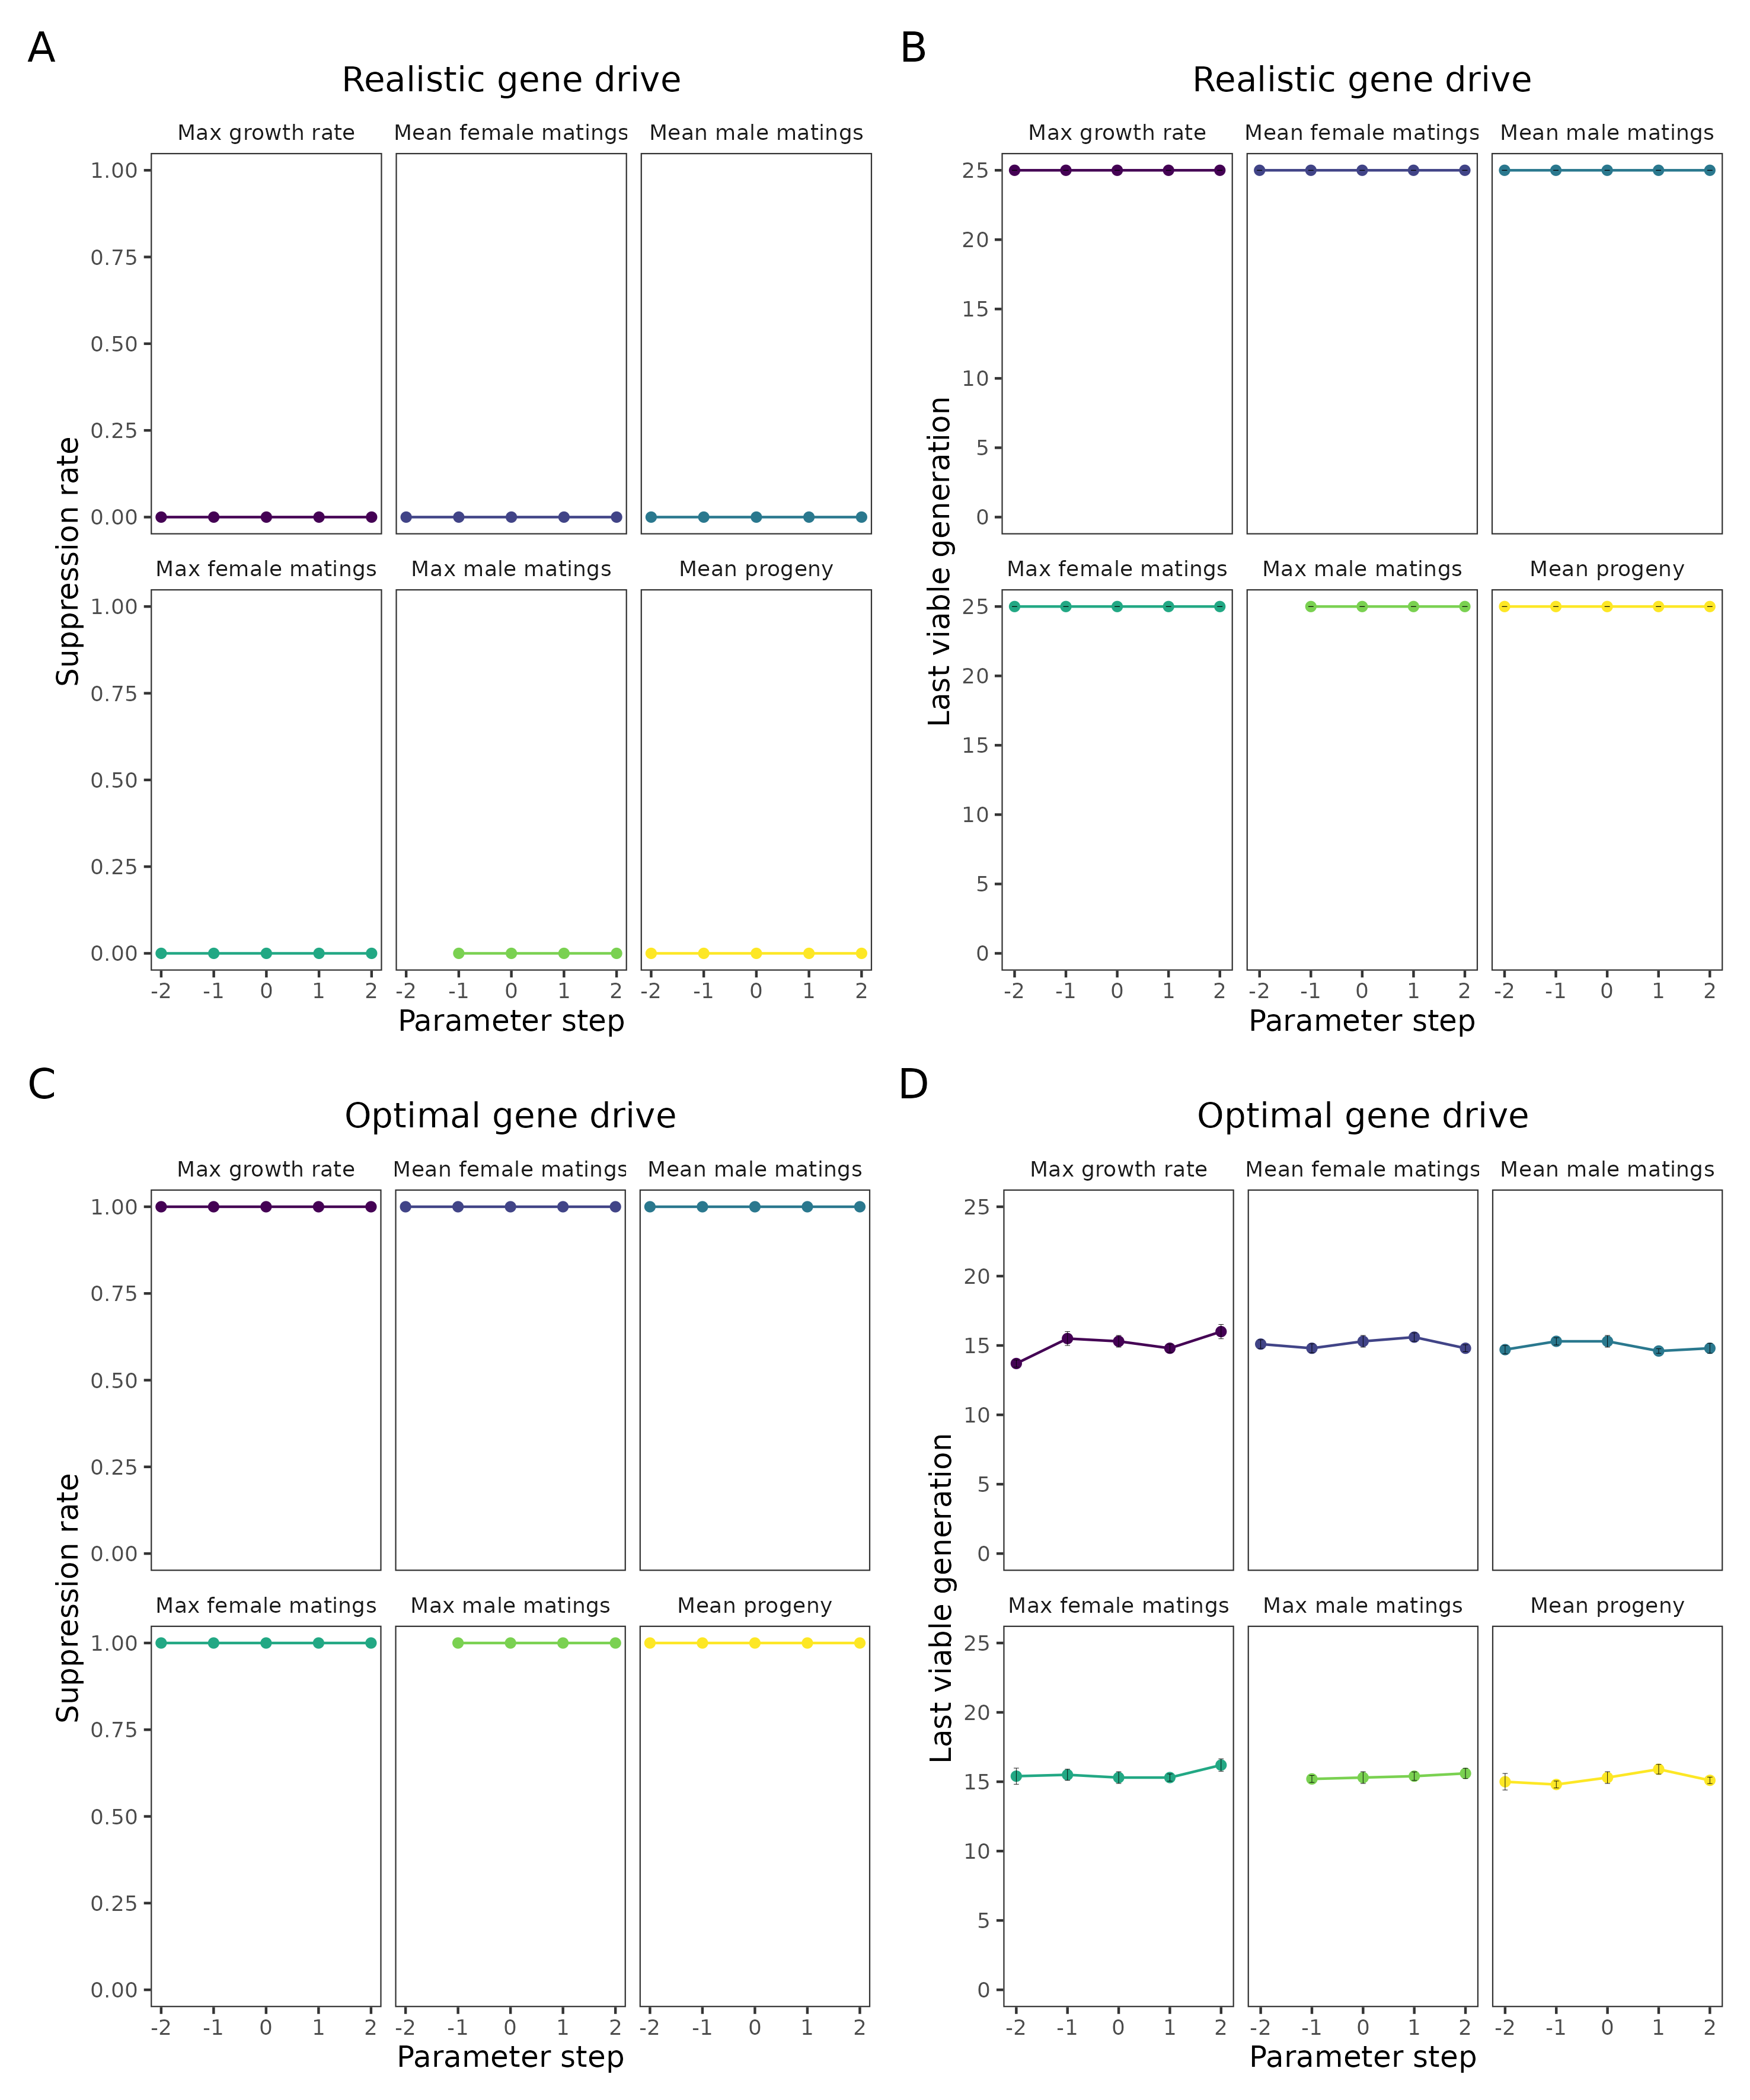 A
Realistic gene drive
Max growth rate Mean female matings Mean male matings
1.00
0.75
0.50
0.25
0.00
Max female matings Max male matings Mean progeny
1.00
0.75
0.50
0.25
0.00
-2 -1 0 1 2 -2 -1 0 1 2 -2 -1 0 1 2
Parameter step
Suppression rate
B
Realistic gene drive
Max growth rate Mean female matings Mean male matings
25
20
15
10
5
0
Max female matings Max male matings Mean progeny
25
20
15
10
5
0
-2 -1 0 1 2 -2 -1 0 1 2 -2 -1 0 1 2
Parameter step
Last viable generation
C
Optimal gene drive
Max growth rate Mean female matings Mean male matings
1.00
0.75
0.50
0.25
0.00
Max female matings Max male matings Mean progeny
1.00
0.75
0.50
0.25
0.00
-2 -1 0 1 2 -2 -1 0 1 2 -2 -1 0 1 2
Parameter step
Suppression rate
D
Optimal gene drive
Max growth rate Mean female matings Mean male matings
25
20
15
10
5
0
Max female matings Max male matings Mean progeny
25
20
15
10
5
0
-2 -1 0 1 2 -2 -1 0 1 2 -2 -1 0 1 2
Parameter step
Last viable generation